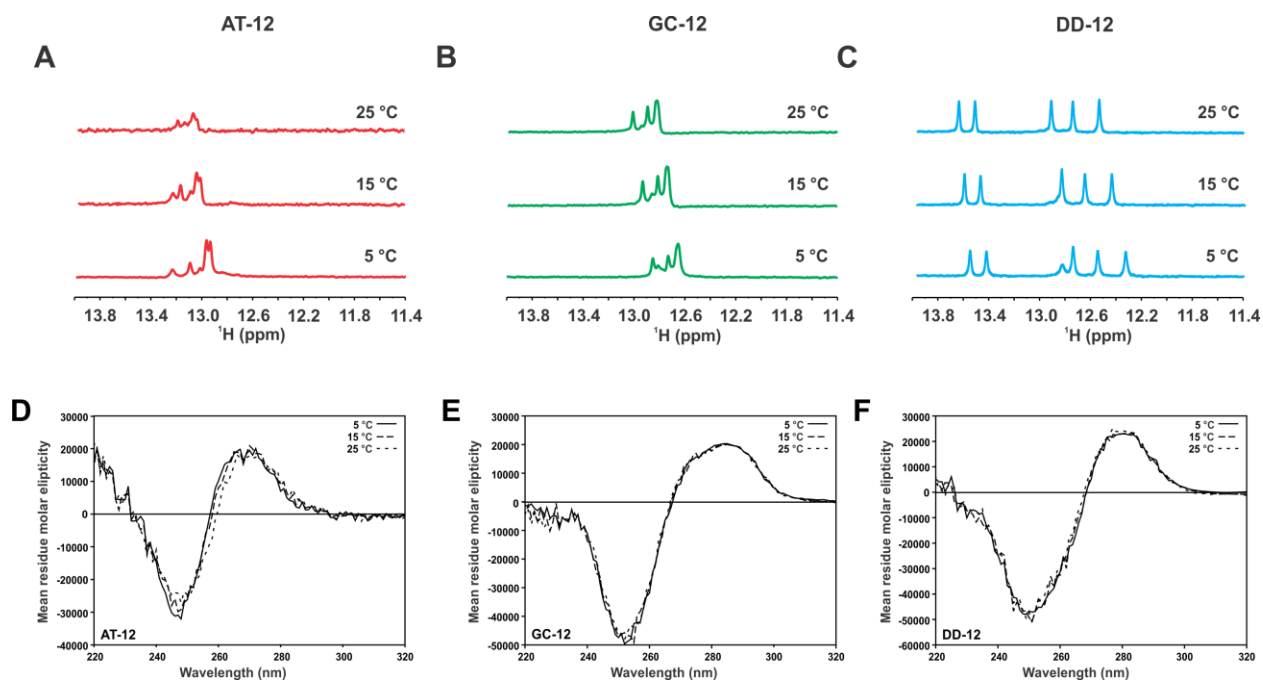 AT-12
GC-12
DD-12
A
B
C
25 °C
25 °C
25 °C
15 °C
15 °C
15 °C
5 °C
5 °C
5 °C
13.8 13.4 13.0 12.6 12.2 11.8 11.4
13.8 13.4 13.0 12.6 12.2 11.8 11.4
13.8 13.4 13.0 12.6 12.2 11.8 11.4
¹H (ppm)
¹H (ppm)
¹H (ppm)
D
Mean residue molar elipticity
30000
20000
10000
0
-10000
-20000
-30000
-40000
5 °C
15 °C
25 °C
AT-12
220 240 260 280 300 320
Wavelength (nm)
E
Mean residue molar elipticity
30000
20000
10000
0
-10000
-20000
-30000
-40000
-50000
5 °C
15 °C
25 °C
GC-12
220 240 260 280 300 320
Wavelength (nm)
F
Mean residue molar elipticity
30000
20000
10000
0
-10000
-20000
-30000
-40000
-50000
-60000
5 °C
15 °C
25 °C
DD-12
220 240 260 280 300 320
Wavelength (nm)